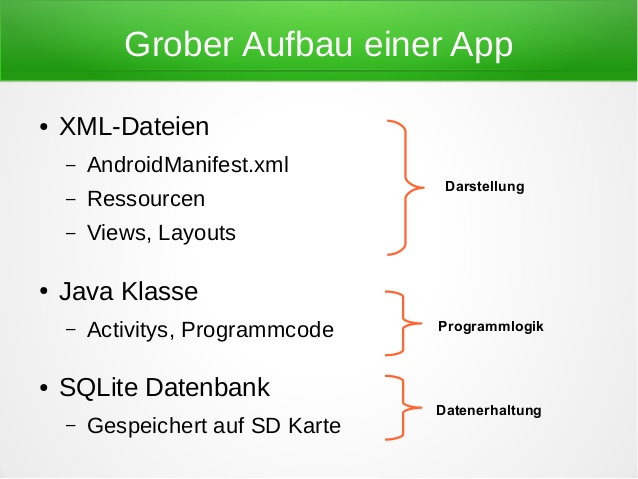 Grober Aufbau einer App
● XML-Dateien
– AndroidManifest.xml
– Ressourcen
– Views, Layouts
Darstellung
● Java Klasse
– Activitys, Programmcode
Programmlogik
● SQLite Datenbank
– Gespeichert auf SD Karte
Datenerhaltung